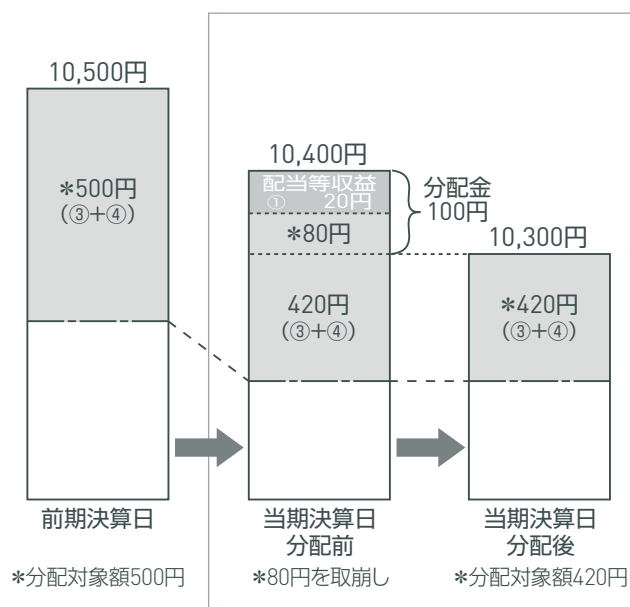 10,500円
*500円
(③+④)
前期決算日
*分配対象額500円
10,400円
配当等収益
① 20円
*80円
420円
(③+④)
分配金
100円
当期決算日
分配前
*80円を取崩し
10,300円
*420円
(③+④)
当期決算日
分配後
*分配対象額420円